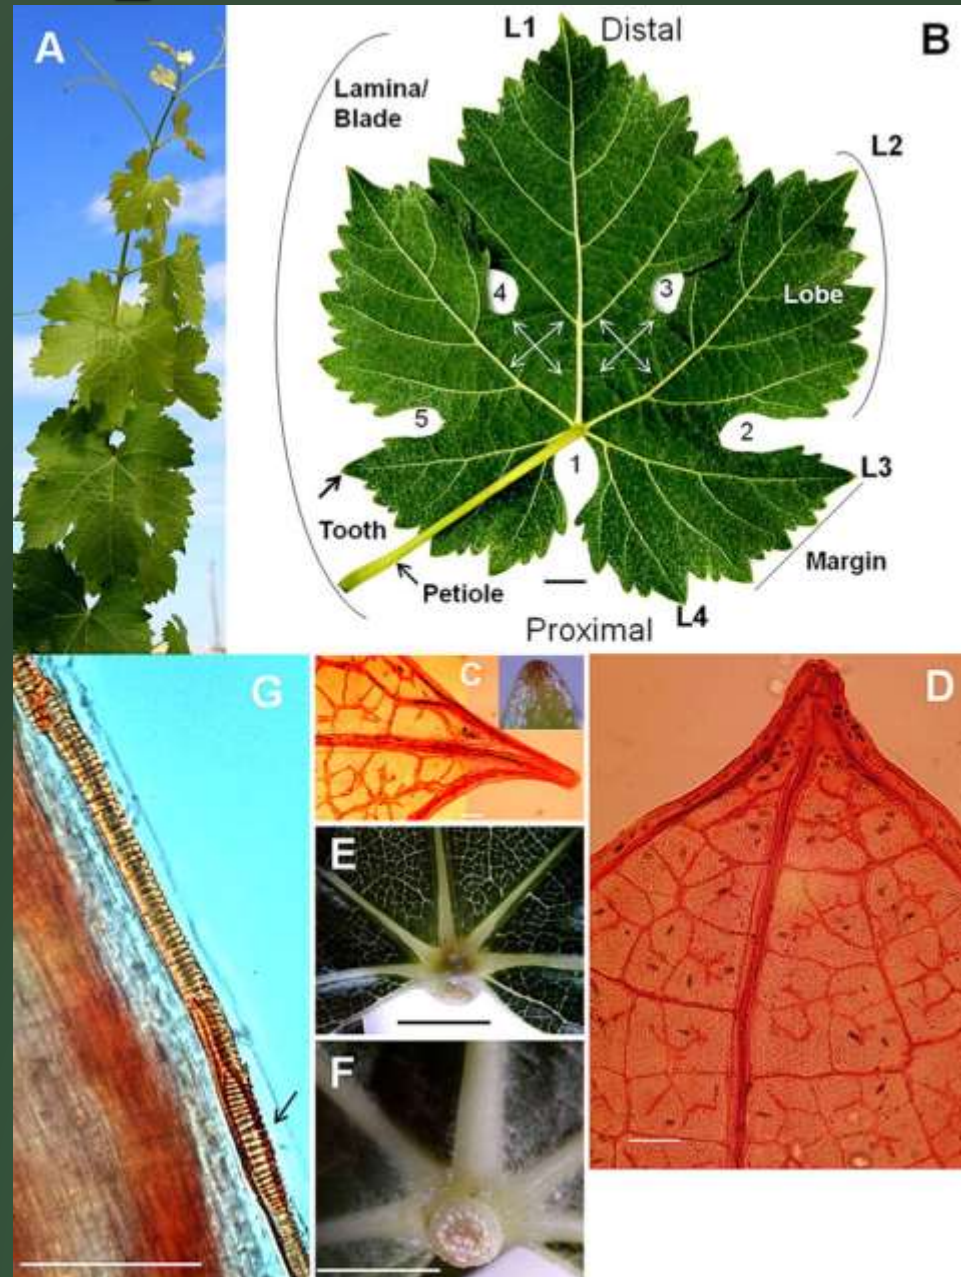 A
B
L1
Distal
Lamina/
Blade
L2
4
3
Lobe
5
2
1
L3
Tooth
Margin
Petiole
L4
Proximal
G
C
D
E
F